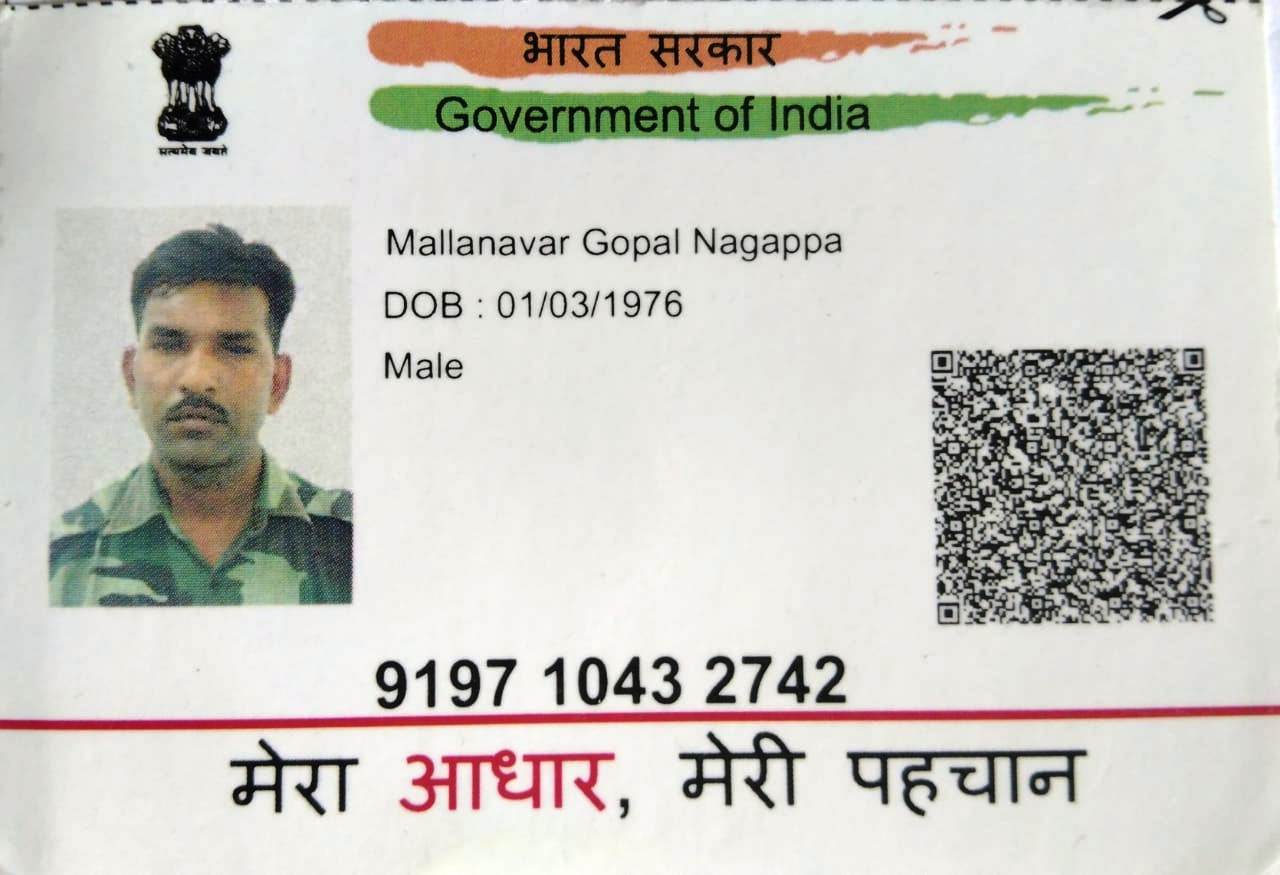 सत्यमेव जयते
भारत सरकार
Government of India
Mallanavar Gopal Nagappa
DOB : 01/03/1976
Male
9197 1043 2742
मेरा आधार, मेरी पहचान